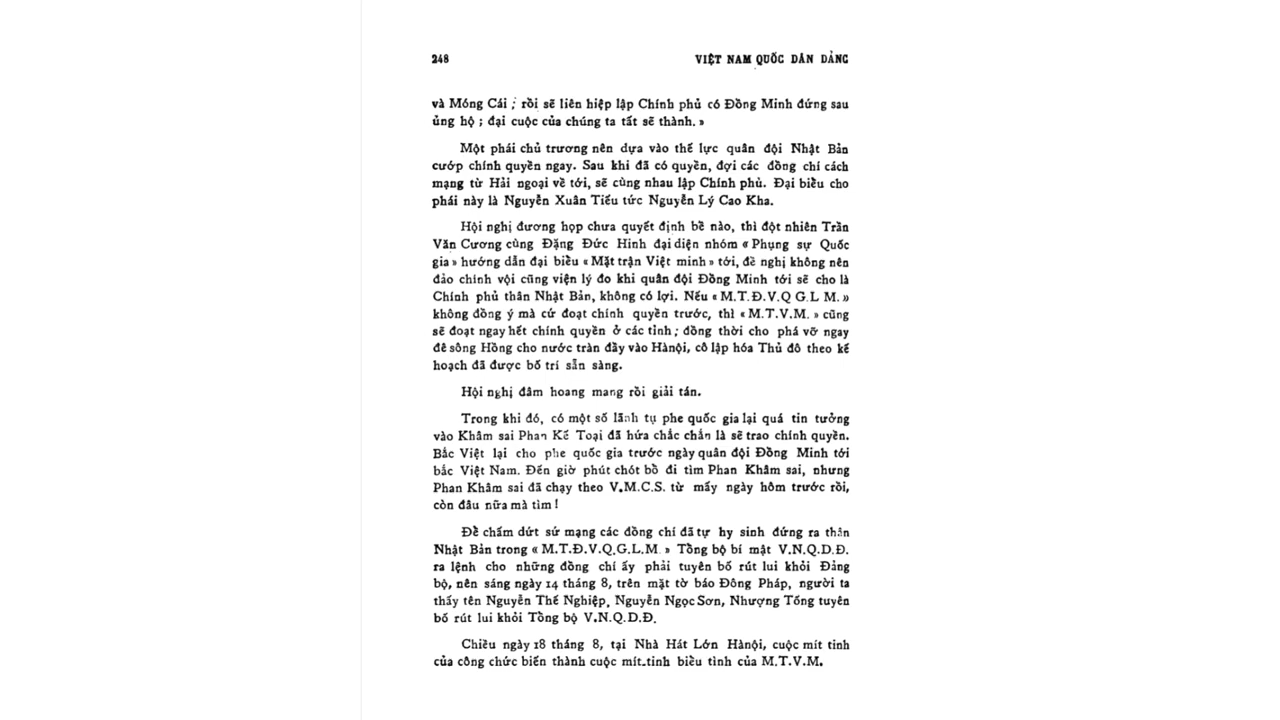 248 VIỆT NAM QUỐC DÂN ĐẢNG
và Móng Cái ; rồi sẽ liên hiệp lập Chính phủ có Đồng Minh đứng sau
ủng hộ ; đại cuộc của chúng ta tất sẽ thành. »
Một phái chủ trương nên dựa vào thế lực quân đội Nhật Bản
cướp chính quyền ngay. Sau khi đã có quyền, đợi các đồng chí cách
mạng từ Hải ngoại về tới, sẽ cùng nhau lập Chính phủ. Đại biểu cho
phái này là Nguyễn Xuân Tiếu tức Nguyễn Lý Cao Kha.
Hội nghị đương họp chưa quyết định bề nào, thì đột nhiên Trần
Văn Cương cùng Đặng Đức Hinh đại diện nhóm « Phụng sự Quốc
gia » hướng dẫn đại biểu « Mặt trận Việt minh » tới, đề nghị không nên
đảo chính vội cũng viện lý do khi quân đội Đồng Minh tới sẽ cho là
Chính phủ thân Nhật Bản, không có lợi. Nếu « M.T.Đ.V.Q G.L M. »
không đồng ý mà cứ đoạt chính quyền trước, thì « M.T.V.M. » cũng
sẽ đoạt ngay hết chính quyền ở các tỉnh ; đồng thời cho phá vỡ ngay
đê sông Hồng cho nước tràn đầy vào Hànội, cô lập hóa Thủ đô theo kế
hoạch đã được bố trí sẵn sàng.
Hội nghị đâm hoang mang rồi giải tán.
Trong khi đó, có một số lãnh tụ phe quốc gia lại quá tin tưởng
vào Khâm sai Phan Kế Toại đã hứa chắc chắn là sẽ trao chính quyền.
Bắc Việt lại cho phe quốc gia trước ngày quân đội Đồng Minh tới
bắc Việt Nam. Đến giờ phút chót bổ đi tìm Phan Khâm sai, nhưng
Phan Khâm sai đã chạy theo V.M.C.S. từ mấy ngày hôm trước rồi,
còn đâu nữa mà tìm !
Để chấm dứt sứ mạng các đồng chí đã tự hy sinh đứng ra thân
Nhật Bản trong « M.T.Đ.V.Q.G.L.M. » Tổng bộ bí mật V.N.Q.D.Đ.
ra lệnh cho những đồng chí ấy phải tuyên bố rút lui khỏi Đảng
bộ, nên sáng ngày 14 tháng 8, trên mặt tờ báo Đông Pháp, người ta
thấy tên Nguyễn Thế Nghiệp, Nguyễn Ngọc Sơn, Nhượng Tống tuyên
bố rút lui khỏi Tổng bộ V.N.Q.D.Đ.
Chiều ngày 18 tháng 8, tại Nhà Hát Lớn Hànội, cuộc mít tinh
của công chức biến thành cuộc mít-tinh biểu tình của M.T.V.M.